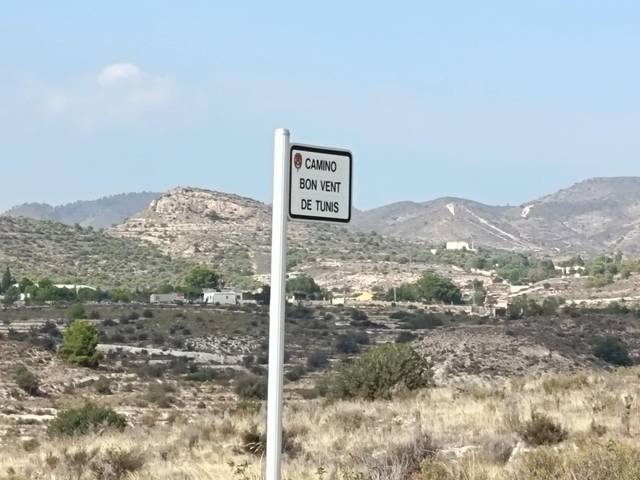 CAMINO
BON VENT
DE TUNIS